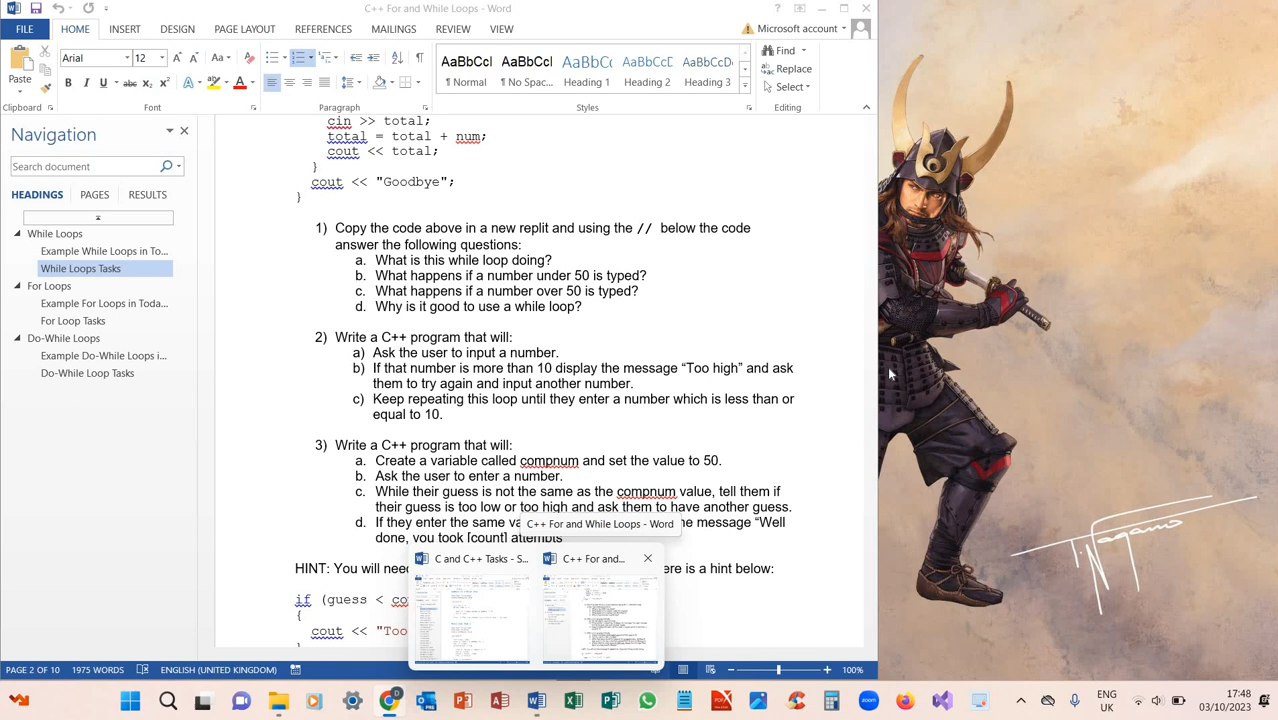 C++ For and While Loops - Word
FILE HOME INSERT DESIGN PAGE LAYOUT REFERENCES MAILINGS REVIEW VIEW Microsoft account
Paste
Arial 12
Find
Replace
Select
AaBbCcI AaBbCcI AaBbCc AaBbCcD AaBbCcDc
¶ Normal ¶ No Spac... Heading 1 Heading 2 Heading 3
Clipboard Font Paragraph Styles Editing
Navigation
Search document
HEADINGS PAGES RESULTS
While Loops
Example While Loops in To...
While Loops Tasks
For Loops
Example For Loops in Toda...
For Loop Tasks
Do-While Loops
Example Do-While Loops i...
Do-While Loop Tasks
cin >> total;
total = total + num;
cout << total;
}
cout << "Goodbye";
}
1) Copy the code above in a new replit and using the // below the code
answer the following questions:
a. What is this while loop doing?
b. What happens if a number under 50 is typed?
c. What happens if a number over 50 is typed?
d. Why is it good to use a while loop?
2) Write a C++ program that will:
a) Ask the user to input a number.
b) If that number is more than 10 display the message “Too high” and ask
them to try again and input another number.
c) Keep repeating this loop until they enter a number which is less than or
equal to 10.
3) Write a C++ program that will:
a. Create a variable called compnum and set the value to 50.
b. Ask the user to enter a number.
c. While their guess is not the same as the compnum value, tell them if
their guess is too low or too high and ask them to have another guess.
d. If they enter the same va
e message “Well
done, you took [count] attempts
C++ For and While Loops - Word
C and C++ Tasks - S... C++ For and...
HINT: You will need
ere is a hint below:
if (guess < co
{
cout << "Too
PAGE 2 OF 10 1975 WORDS ENGLISH (UNITED KINGDOM) 100%
ENG
UK
17:48
03/10/2023